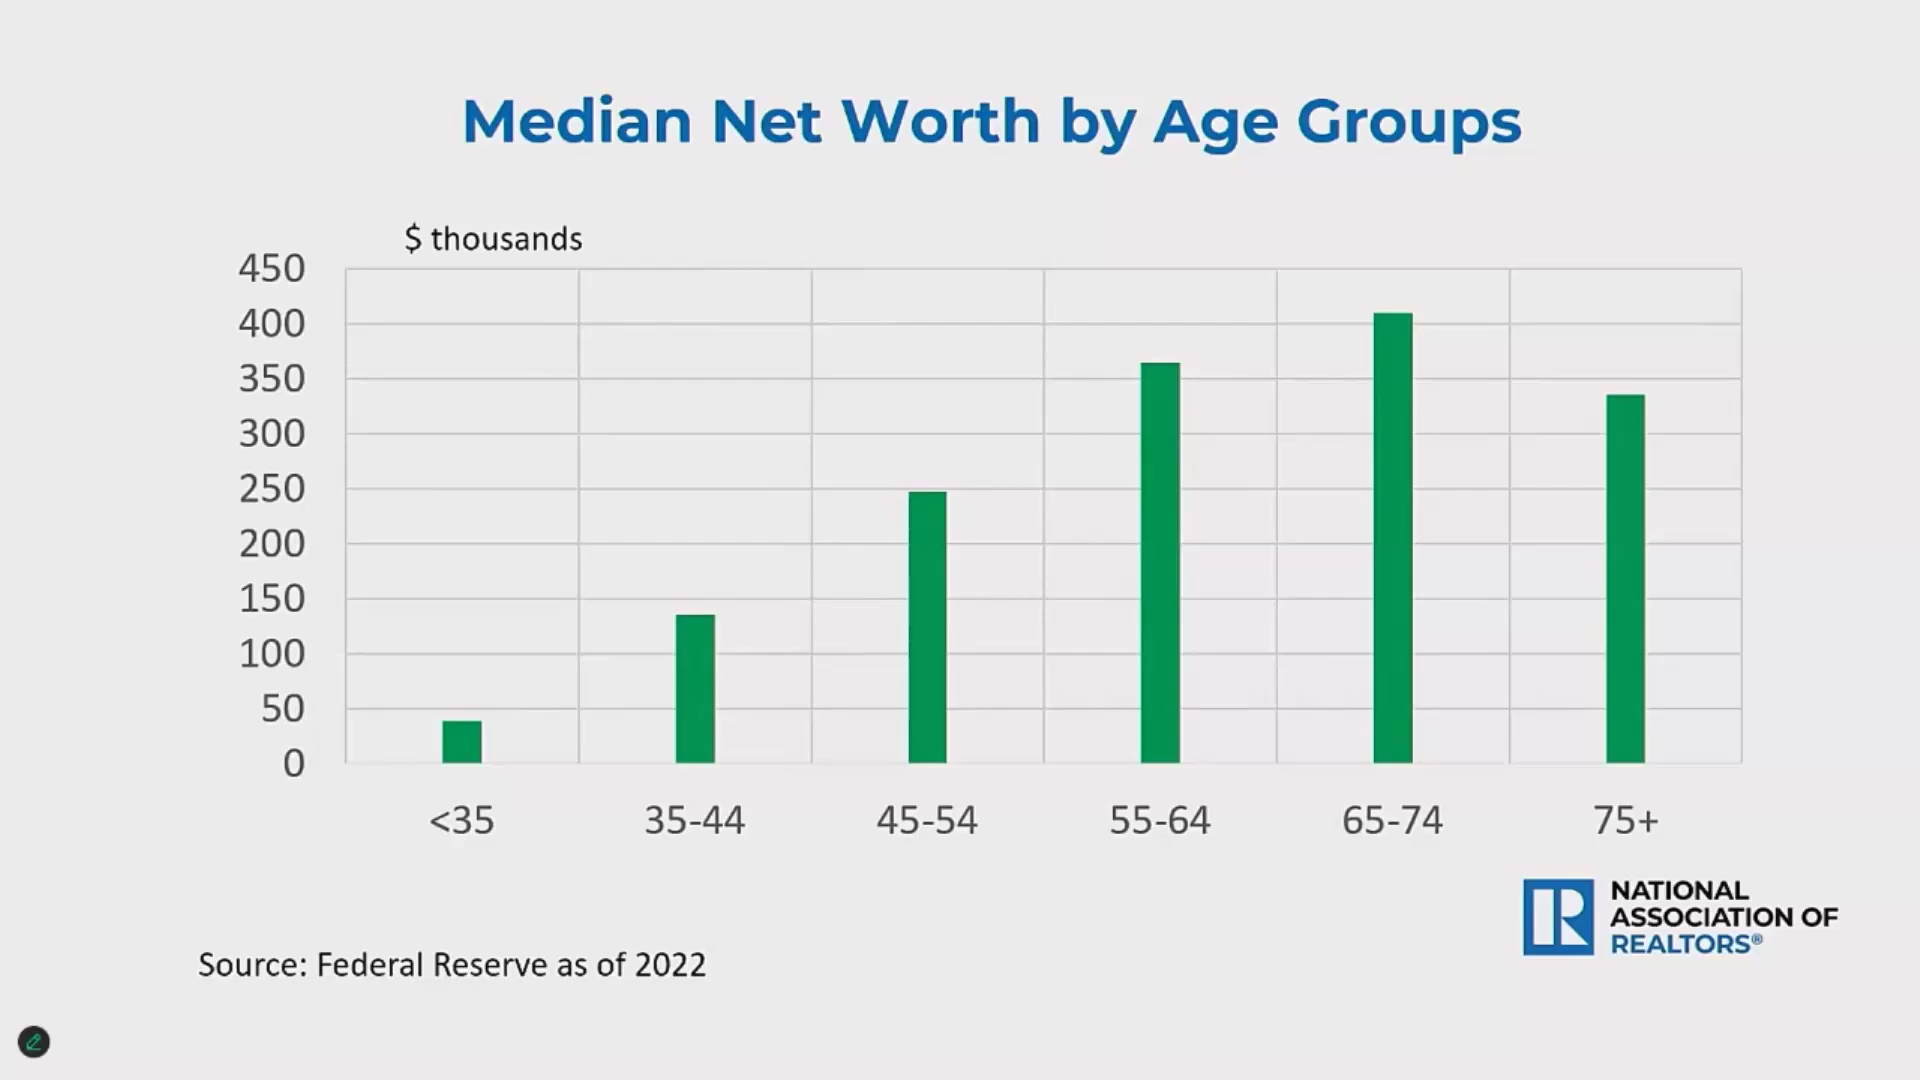 Median Net Worth by Age Groups
$ thousands
450
400
350
300
250
200
150
100
50
0
<35 35-44 45-54 55-64 65-74 75+
NATIONAL
ASSOCIATION OF
REALTORS®
Source: Federal Reserve as of 2022